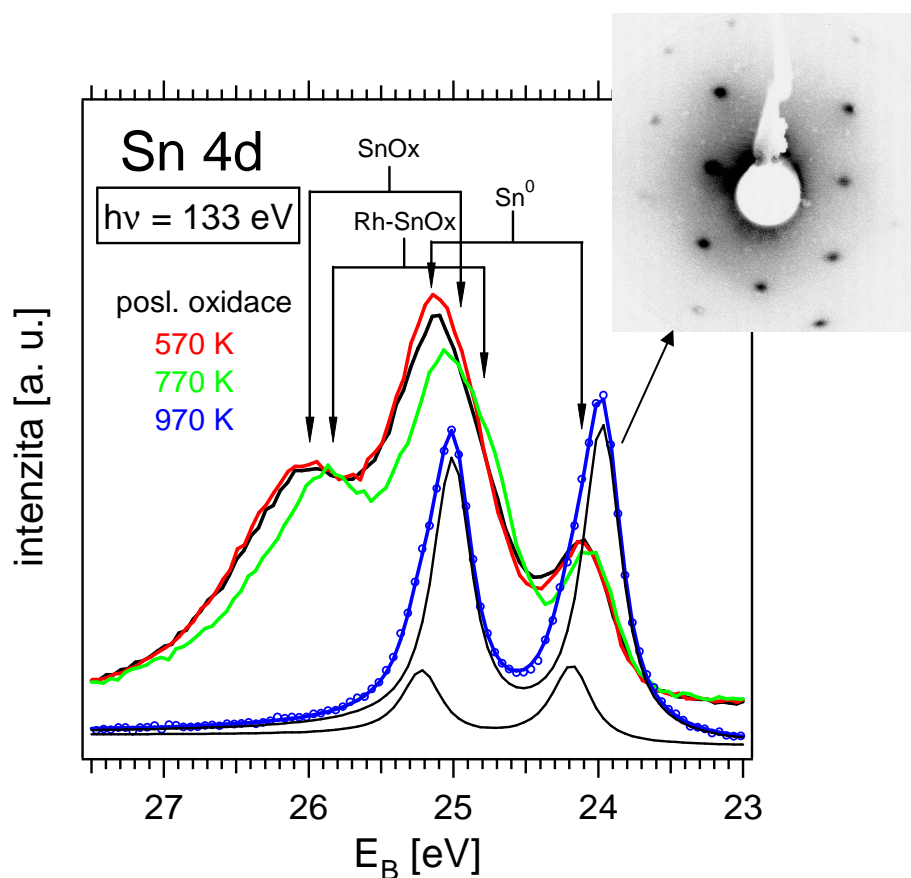 Sn 4d
SnOx
hν = 133 eV
Sn⁰
Rh-SnOx
posl. oxidace
570 K
770 K
970 K
intenzita [a. u.]
27 26 25 24 23
E_B [eV]